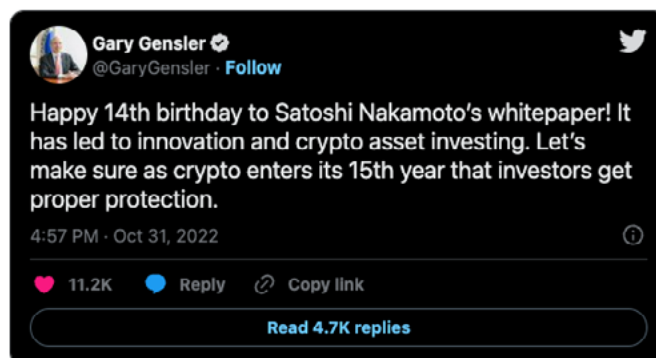 Gary Gensler
@GaryGensler · Follow
Happy 14th birthday to Satoshi Nakamoto’s whitepaper! It
has led to innovation and crypto asset investing. Let’s
make sure as crypto enters its 15th year that investors get
proper protection.
4:57 PM · Oct 31, 2022
11.2K Reply Copy link
Read 4.7K replies